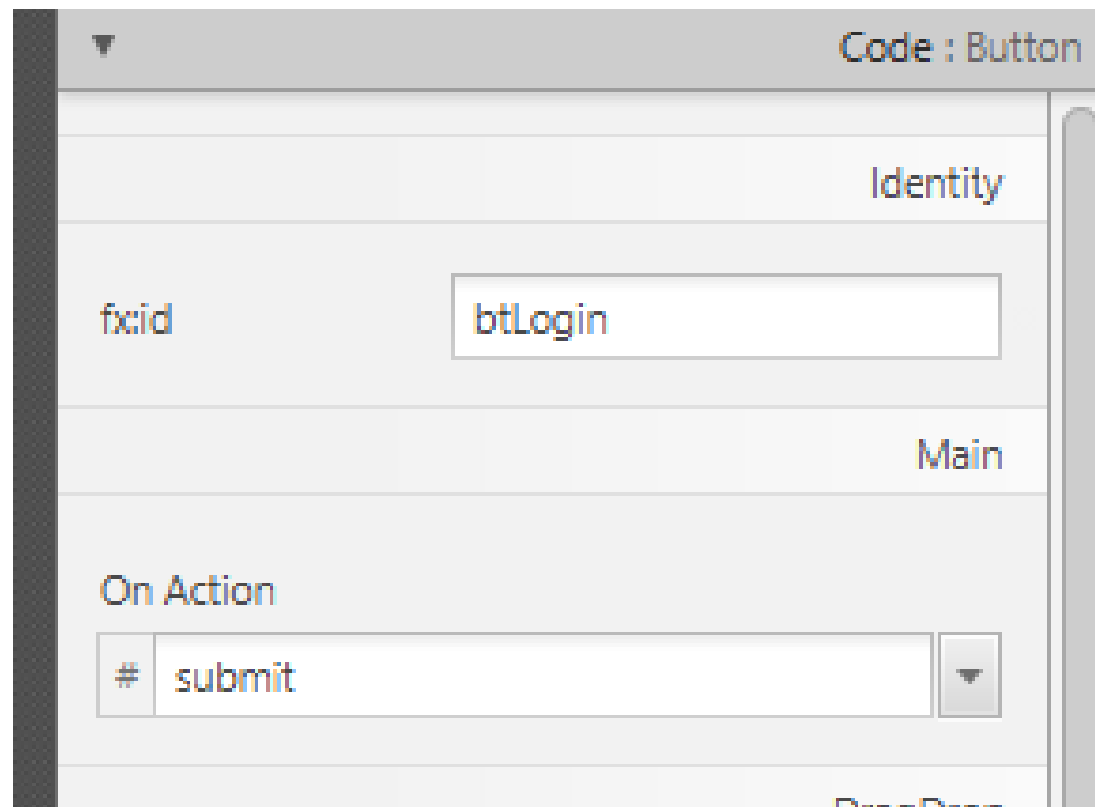 Code : Button
Identity
fx:id btLogin
Main
On Action
# submit